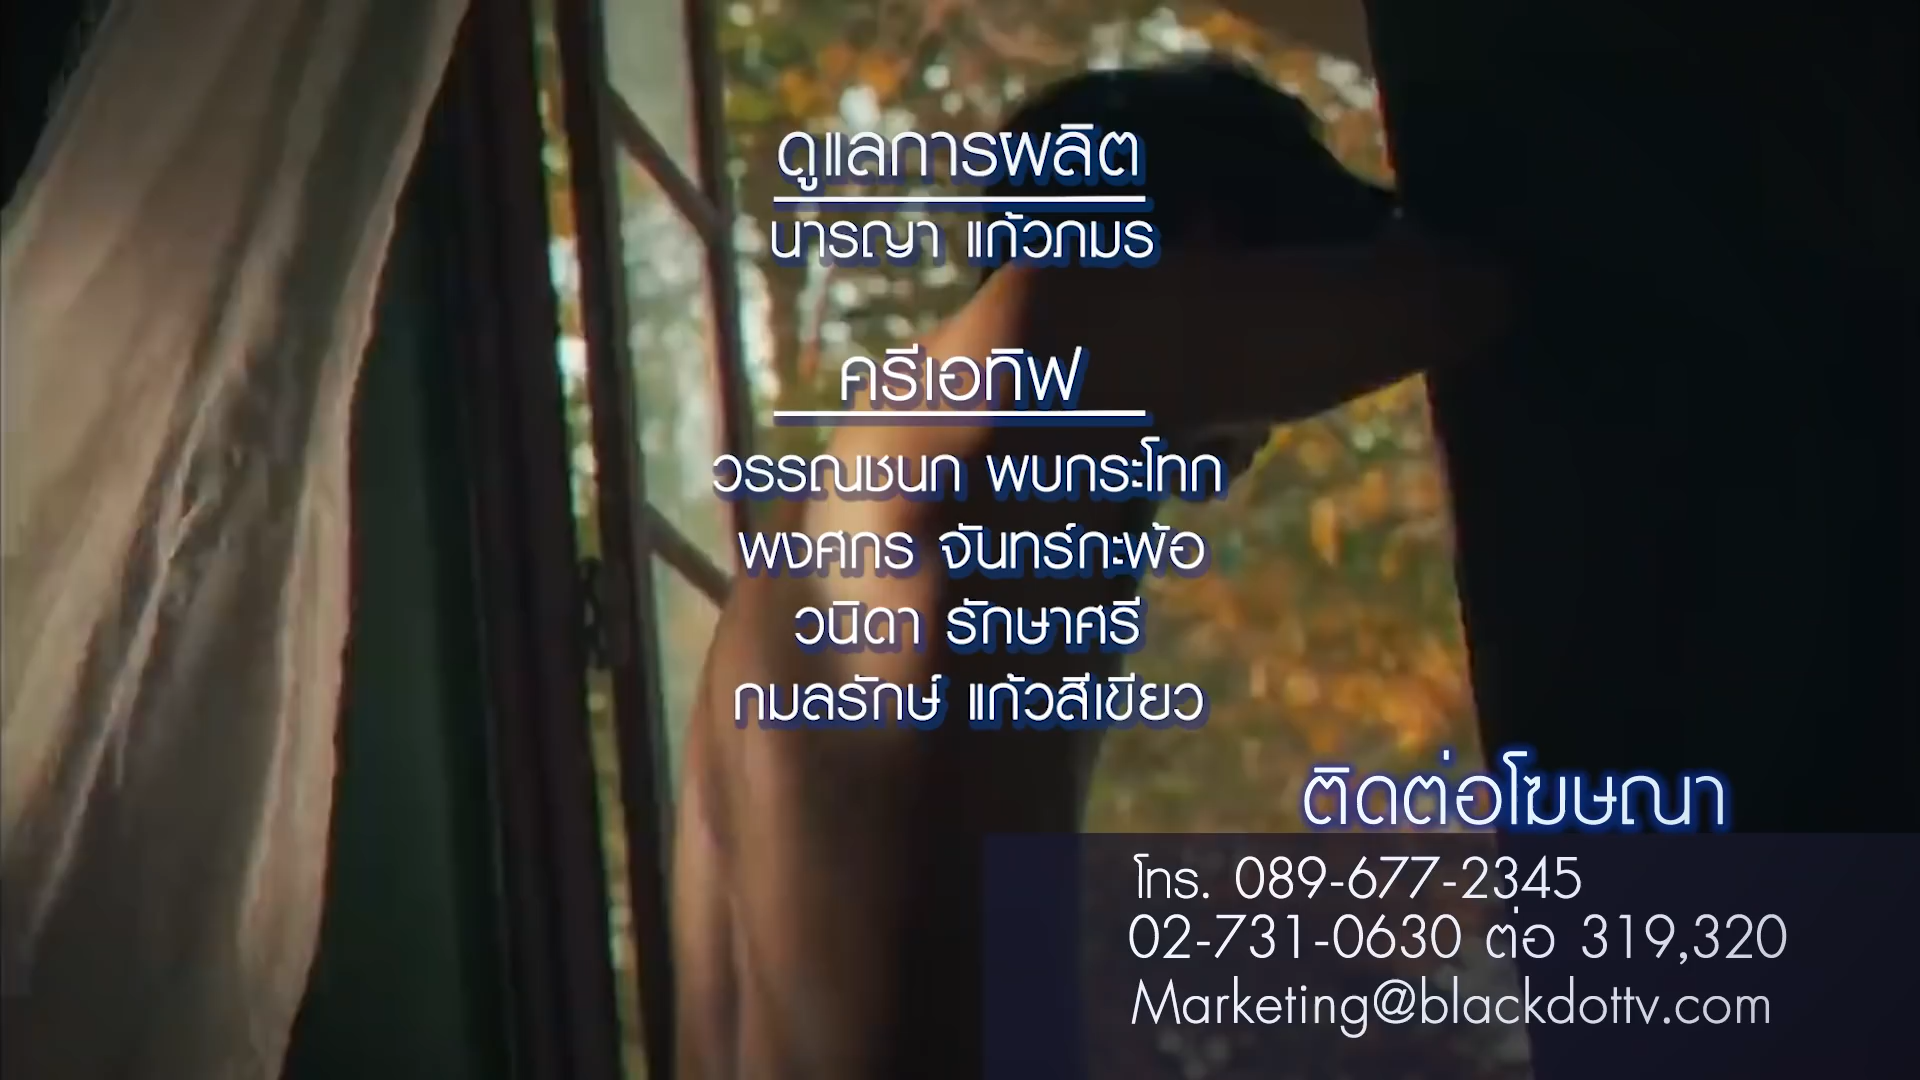 ดูแลการผลิต
นารญา แก้วภมร
ครีเอทิฟ
วรรณชนก พบกระโทก
พงศกร จันทร์กะพ้อ
วนิดา รักษาศรี
กมลรักษ์ แก้วสีเขียว
ติดต่อโฆษณา
โทร. 089-677-2345
02-731-0630 ต่อ 319,320
Marketing@blackdottv.com